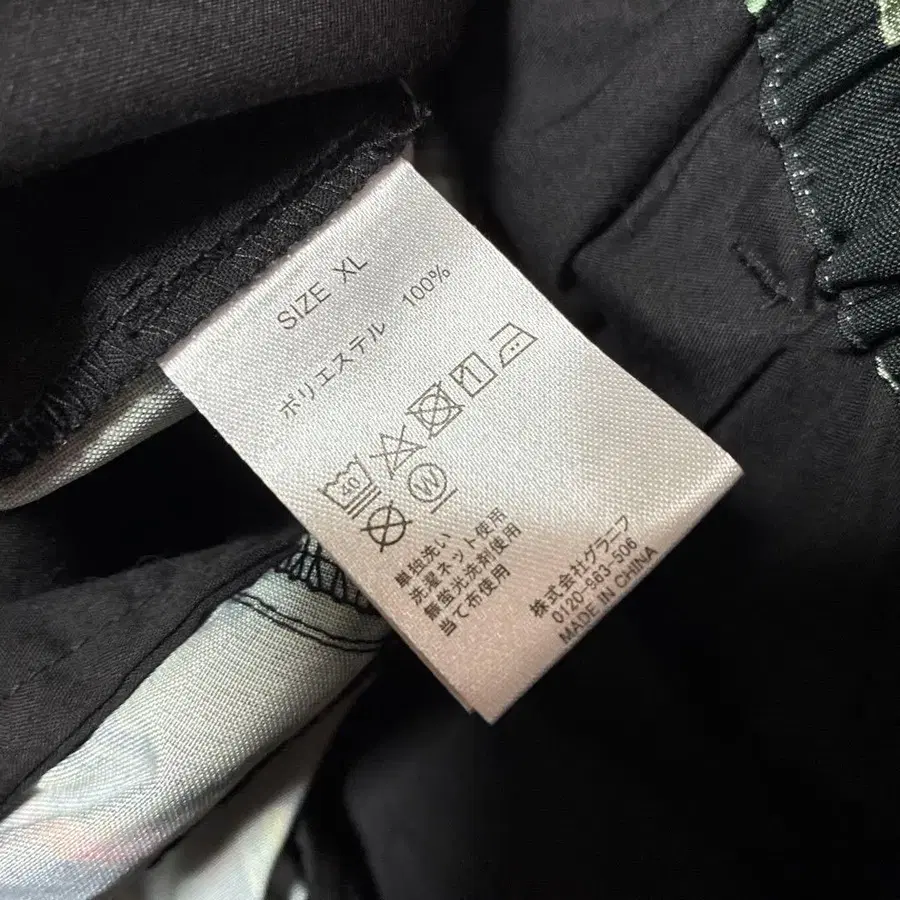 SIZE XL
ポリエステル 100%
40
W
単独洗い
洗濯ネット使用
無蛍光洗剤使用
当て布使用
株式会社グラニフ
0120-963-506
MADE IN CHINA